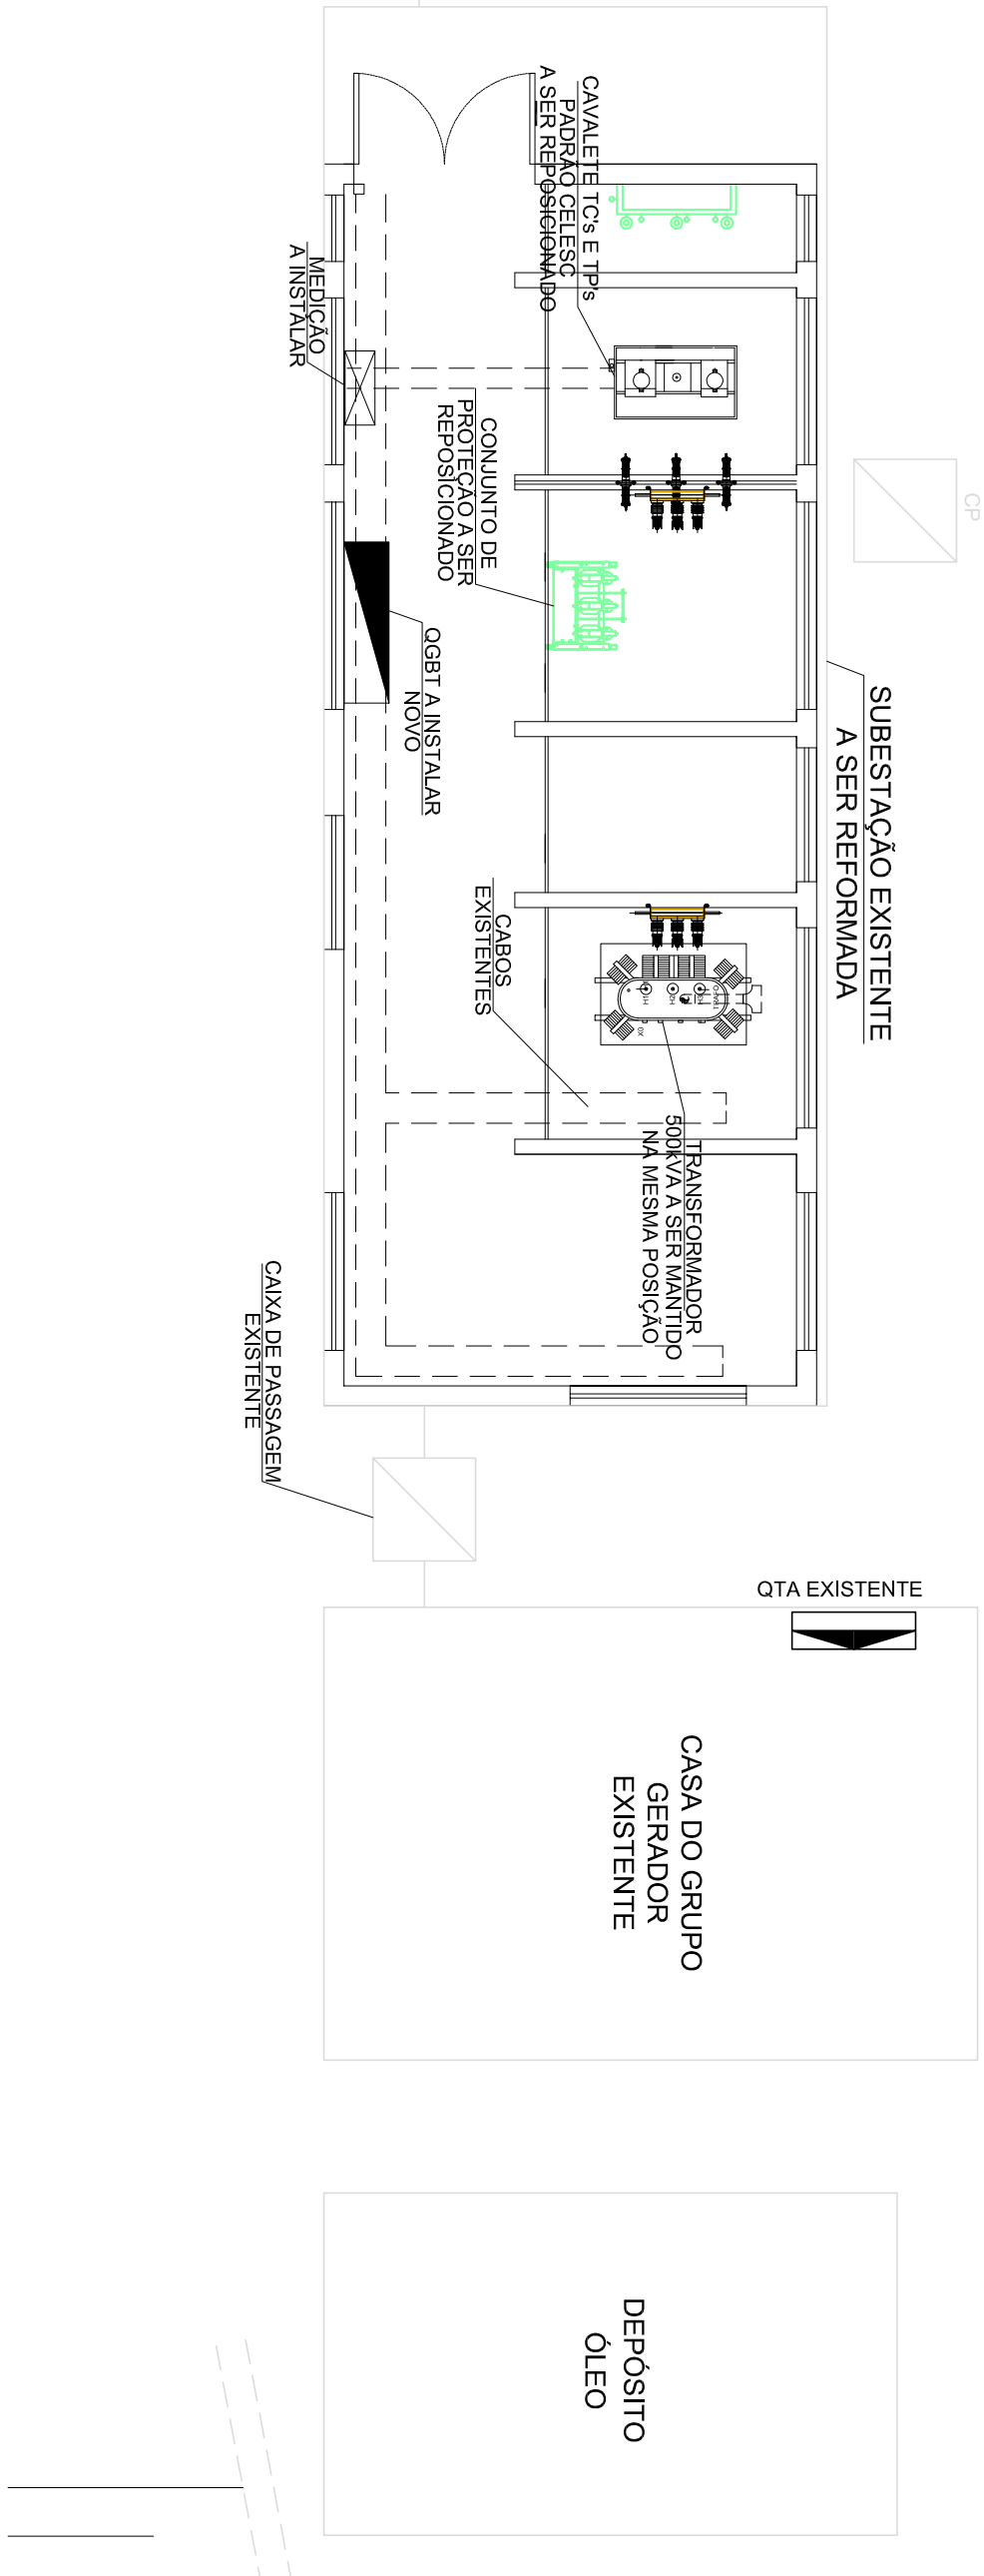 CAVALETE TC's E TP's
PADRÃO CELESC
A SER REPOSICIONADO
MEDIÇÃO
A INSTALAR
CONJUNTO DE
PROTEÇÃO A SER
REPOSICIONADO
CP
QGBT A INSTALAR
NOVO
SUBESTAÇÃO EXISTENTE
A SER REFORMADA
CABOS
EXISTENTES
TRANSFORMADOR
500kVA A SER MANTIDO
NA MESMA POSIÇÃO
CAIXA DE PASSAGEM
EXISTENTE
QTA EXISTENTE
CASA DO GRUPO
GERADOR
EXISTENTE
DEPÓSITO
ÓLEO